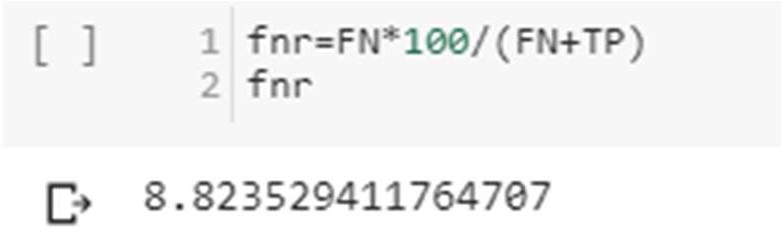 [ ] 1 fnr=FN*100/(FN+TP)
2 fnr
8.823529411764707